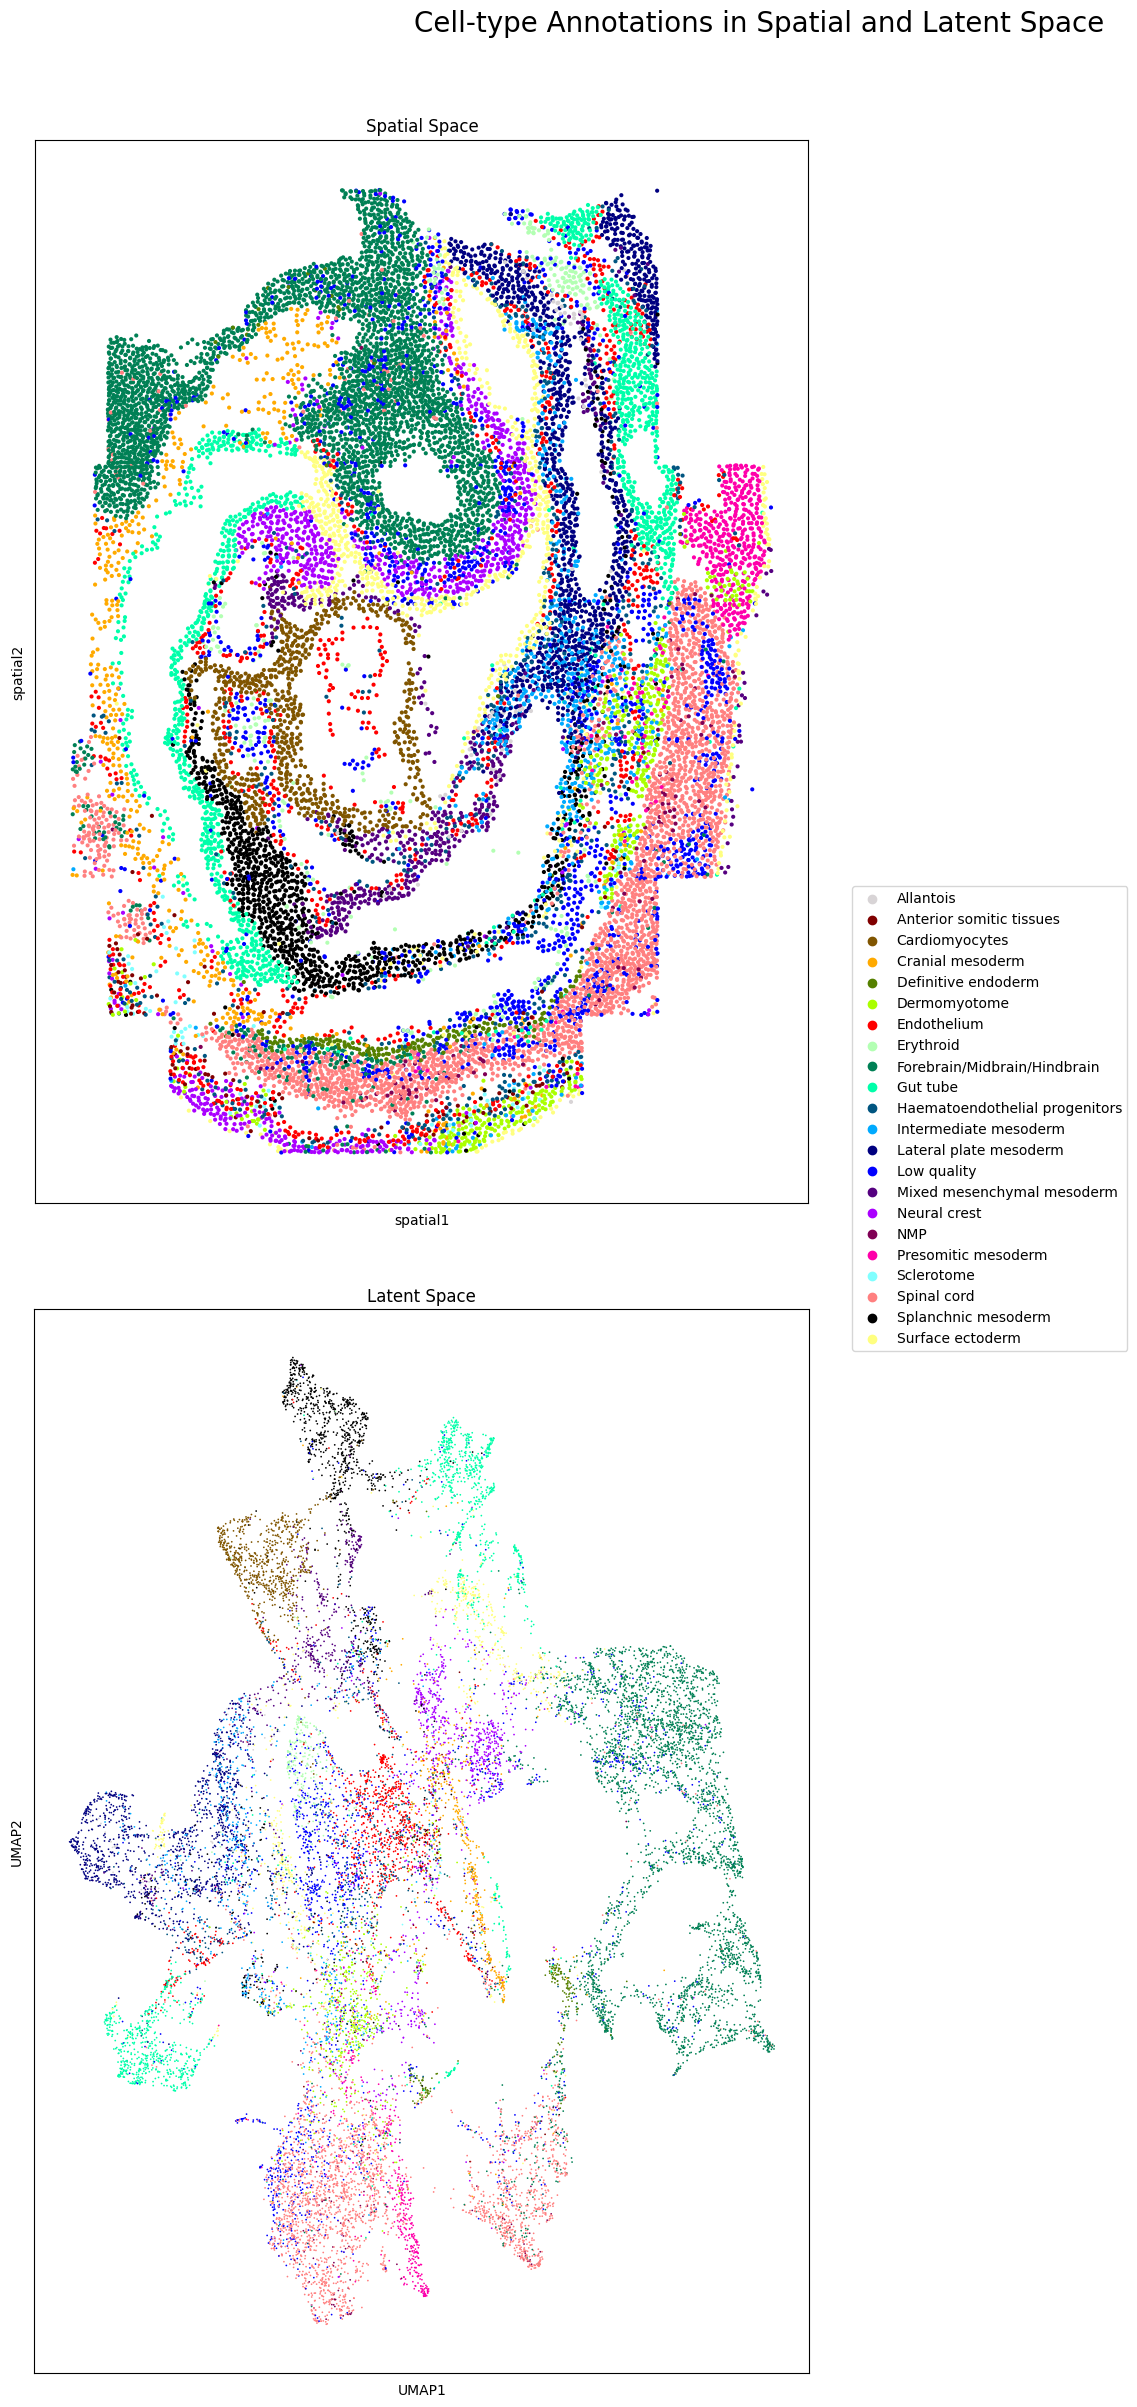 Cell-type Annotations in Spatial and Latent Space
Spatial Space
spatial2
spatial1
Allantois
Anterior somitic tissues
Cardiomyocytes
Cranial mesoderm
Definitive endoderm
Dermomyotome
Endothelium
Erythroid
Forebrain/Midbrain/Hindbrain
Gut tube
Haematoendothelial progenitors
Intermediate mesoderm
Lateral plate mesoderm
Low quality
Mixed mesenchymal mesoderm
Neural crest
NMP
Presomitic mesoderm
Sclerotome
Spinal cord
Splanchnic mesoderm
Surface ectoderm
Latent Space
UMAP2
UMAP1